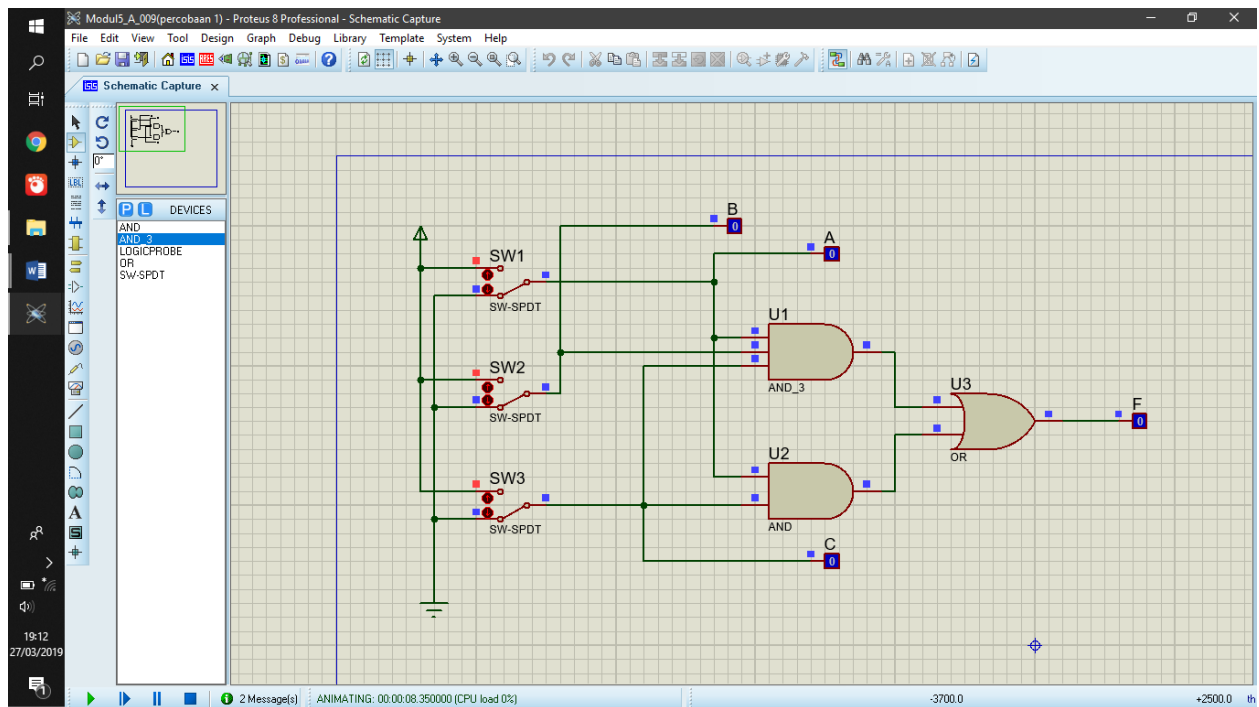 Modul5_A_009(percobaan 1) - Proteus 8 Professional - Schematic Capture
File Edit View Tool Design Graph Debug Library Template System Help
Schematic Capture x
0°
LBL
P L DEVICES
AND
AND_3
LOGICPROBE
OR
SW-SPDT
B
0
A
0
SW1
SW-SPDT
U1
AND_3
SW2
SW-SPDT
U3
OR
F
0
U2
AND
SW3
SW-SPDT
C
0
A
S
19:12
27/03/2019
1
2 Message(s)
ANIMATING: 00:00:08.350000 (CPU load 0%)
-3700.0
+2500.0
th